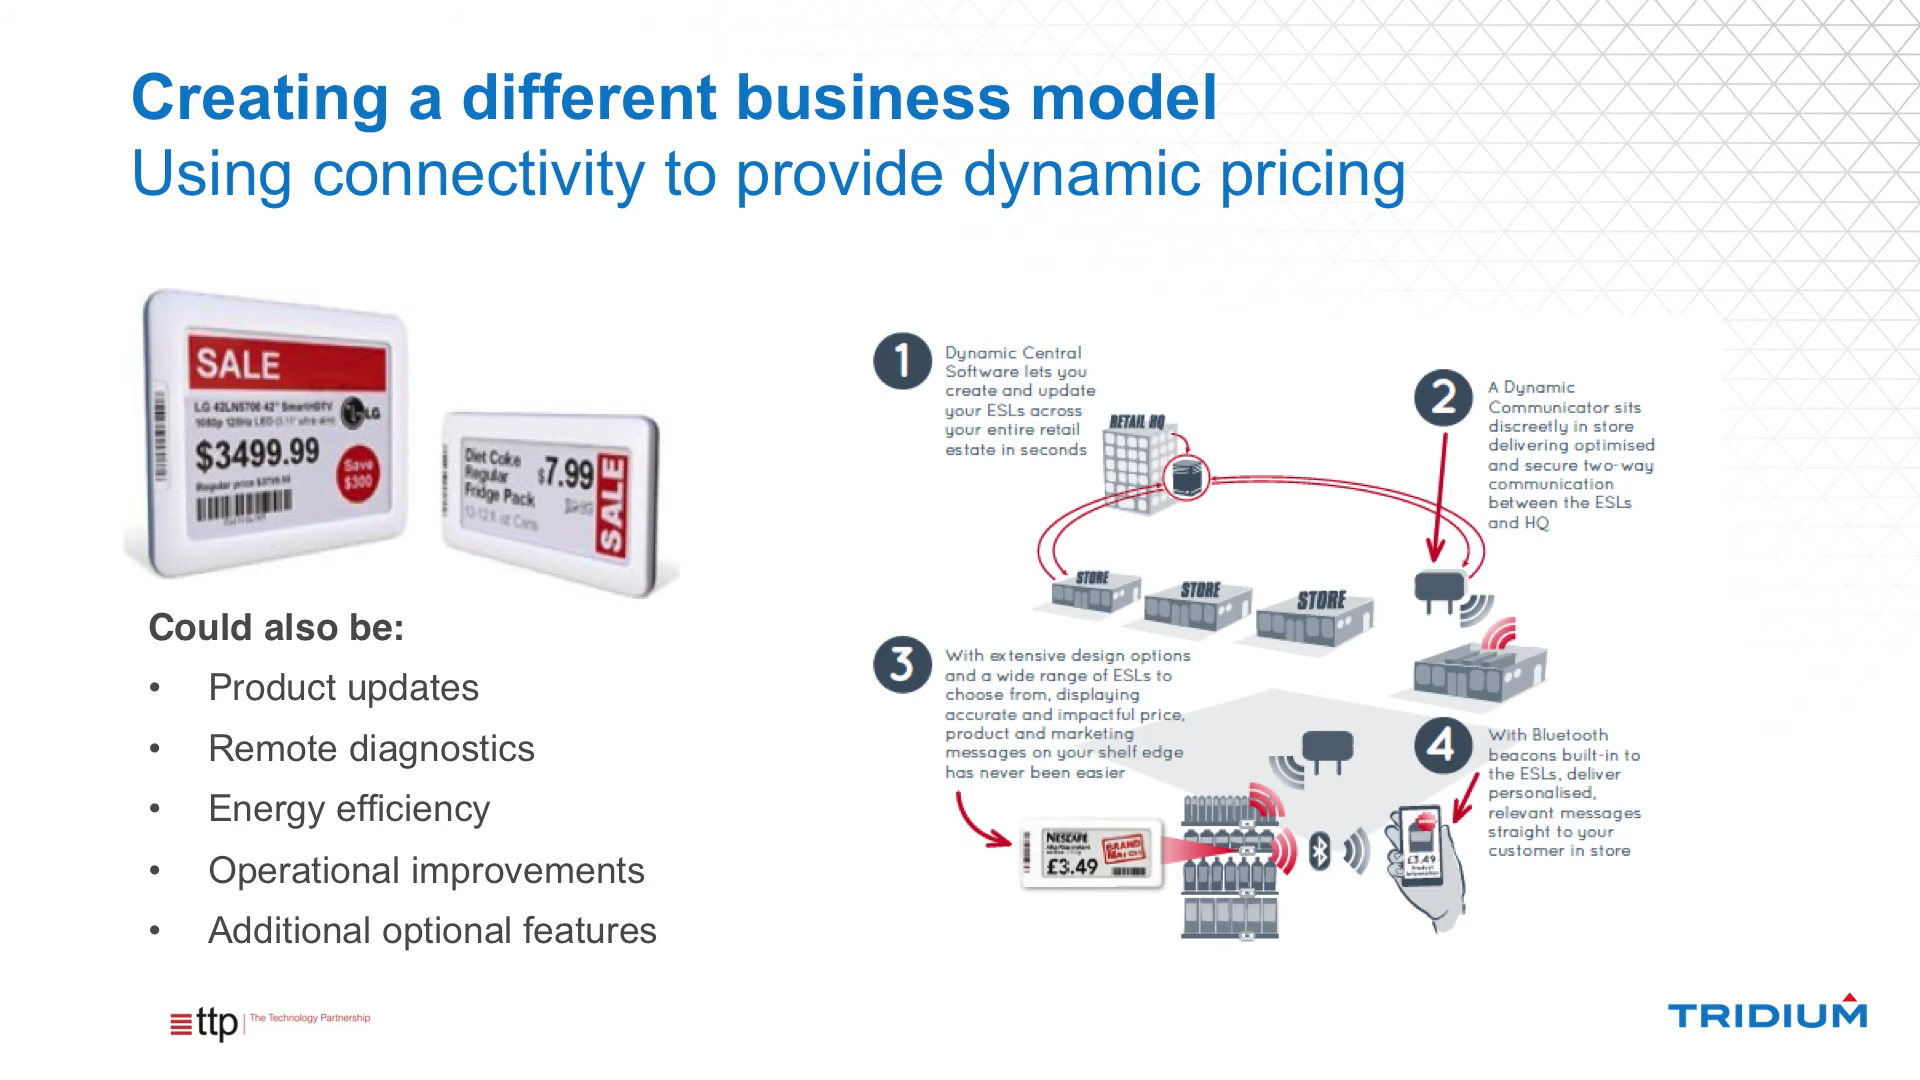 Creating a different business model
Using connectivity to provide dynamic pricing
SALE
LG 42LN5700 42" SmartHDTV
LG
$3499.99
Save
$300
Diet Coke
Regular
Fridge Pack
$7.99
SALE
Could also be:
• Product updates
• Remote diagnostics
• Energy efficiency
• Operational improvements
• Additional optional features
1
Dynamic Central
Software lets you
create and update
your ESLs across
your entire retail
estate in seconds
RETAIL HQ
2
A Dynamic
Communicator sits
discreetly in store
delivering optimised
and secure two-way
communication
between the ESLs
and HQ
STORE
STORE
STORE
3
With extensive design options
and a wide range of ESLs to
choose from, displaying
accurate and impactful price,
product and marketing
messages on your shelf edge
has never been easier
NESCAFE
BRAND
MATCH
£3.49
4
With Bluetooth
beacons built-in to
the ESLs, deliver
personalised,
relevant messages
straight to your
customer in store
£3.49
Product
Information
ttp | The Technology Partnership
TRIDIUM